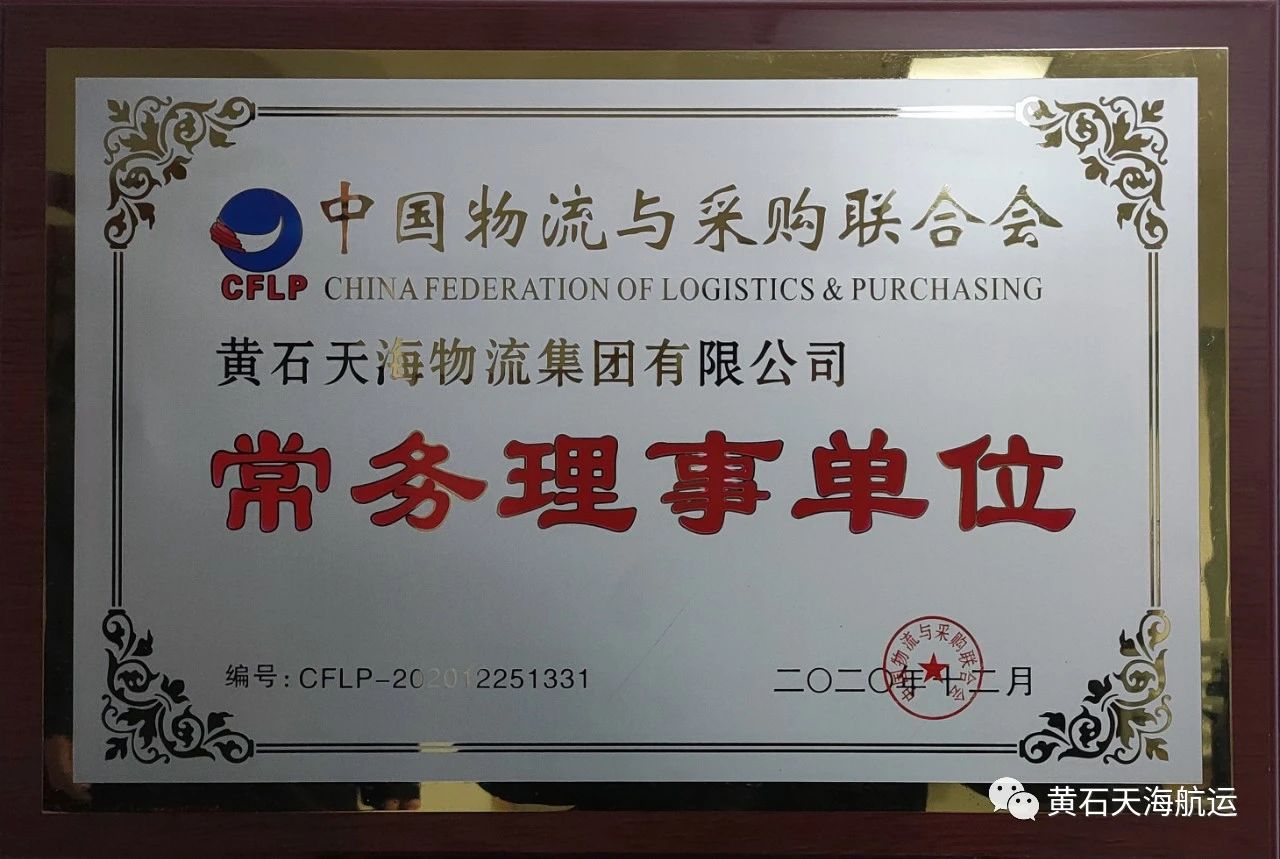 中国物流与采购联合会
CFLP CHINA FEDERATION OF LOGISTICS & PURCHASING
黄石天海物流集团有限公司
常务理事单位
编号:CFLP-202012251331
二〇二〇年十二月
中国物流与采购联合会
黄石天海航运